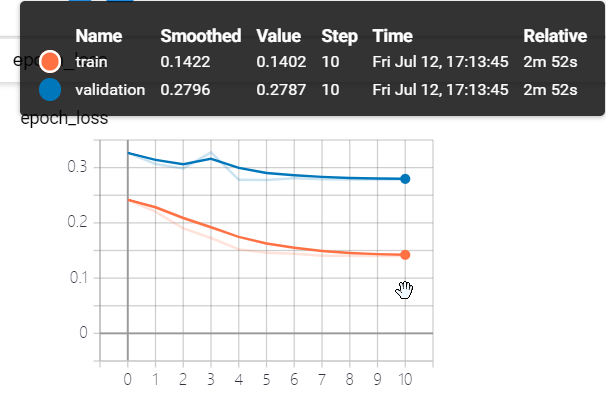 Name Smoothed Value Step Time Relative
train 0.1422 0.1402 10 Fri Jul 12, 17:13:45 2m 52s
validation 0.2796 0.2787 10 Fri Jul 12, 17:13:45 2m 52s
epoch_loss
0.3
0.2
0.1
0
0 1 2 3 4 5 6 7 8 9 10